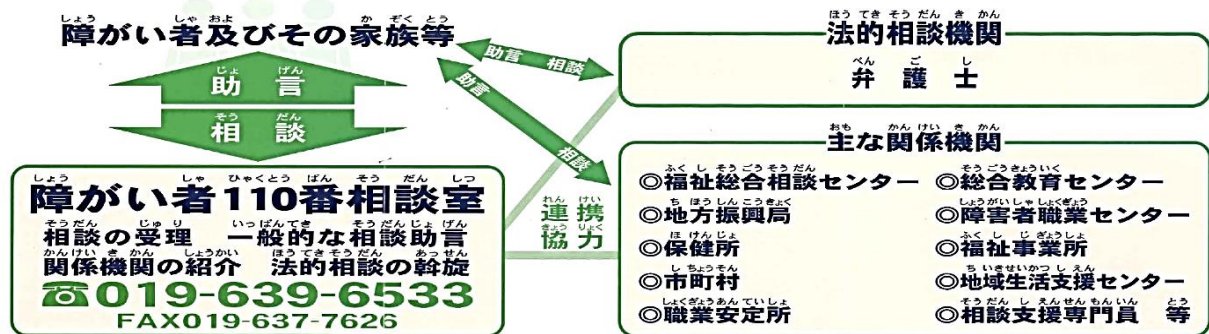 障がい者及びその家族等
助言
相談
助言 相談
助言 相談
法的相談機関
弁護士
障がい者110番相談室
相談の受理 一般的な相談助言
関係機関の紹介 法的相談の斡旋
☎019-639-6533
FAX019-637-7626
連携
協力
主な関係機関
◎福祉総合相談センター ◎総合教育センター
◎地方振興局 ◎障害者職業センター
◎保健所 ◎福祉事業所
◎市町村 ◎地域生活支援センター
◎職業安定所 ◎相談支援専門員 等